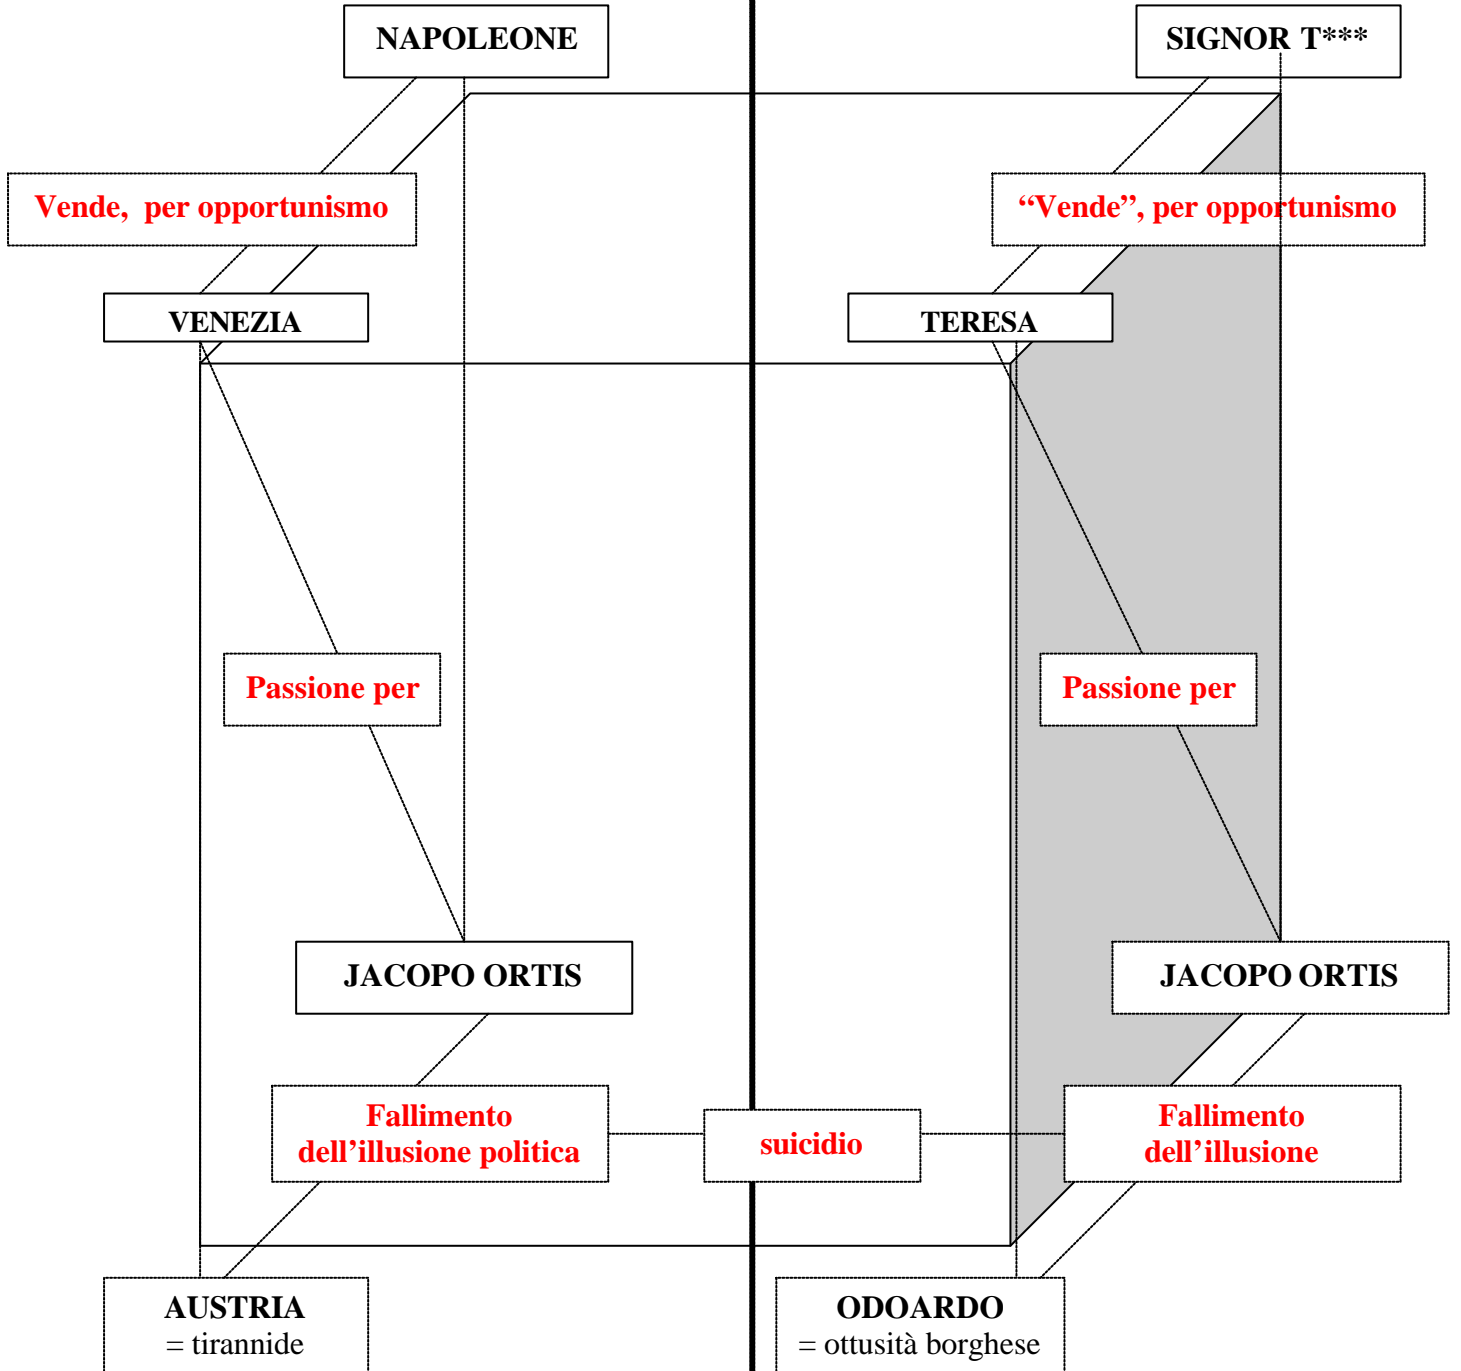 NAPOLEONE
SIGNOR T***
Vende, per opportunismo
“Vende”, per opportunismo
VENEZIA
TERESA
Passione per
Passione per
JACOPO ORTIS
JACOPO ORTIS
Fallimento
dell’illusione politica
suicidio
Fallimento
dell’illusione
AUSTRIA
= tirannide
ODOARDO
= ottusità borghese